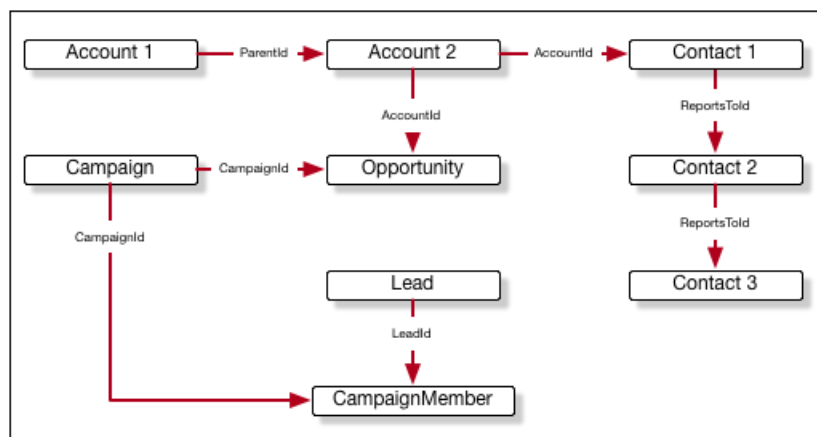 Account 1
ParentId
Account 2
AccountId
Contact 1
AccountId
ReportsToId
Campaign
CampaignId
Opportunity
Contact 2
CampaignId
ReportsToId
Lead
Contact 3
LeadId
CampaignMember